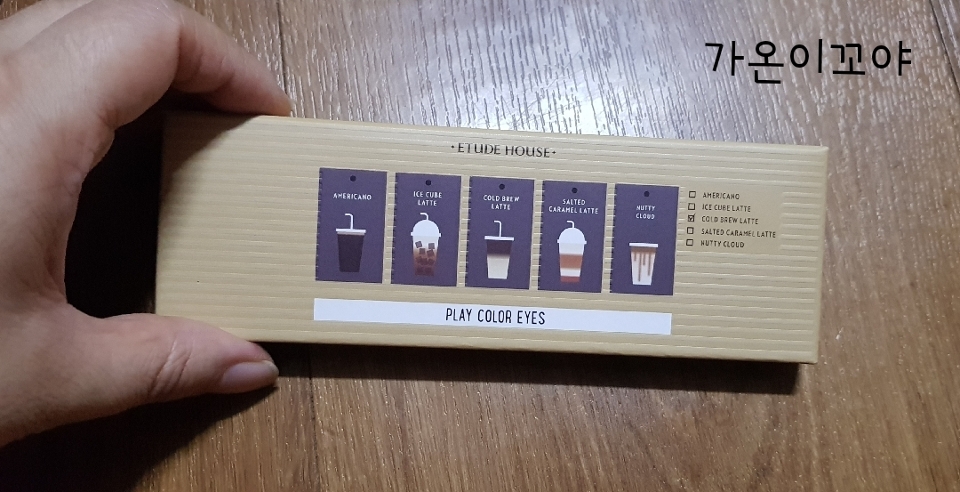 가온이꼬야
·ETUDE HOUSE·
AMERICANO
ICE CUBE
LATTE
COLD BREW
LATTE
SALTED
CARAMEL LATTE
NUTTY
CLOUD
☐ AMERICANO
☐ ICE CUBE LATTE
☒ COLD BREW LATTE
☐ SALTED CARAMEL LATTE
☐ NUTTY CLOUD
PLAY COLOR EYES